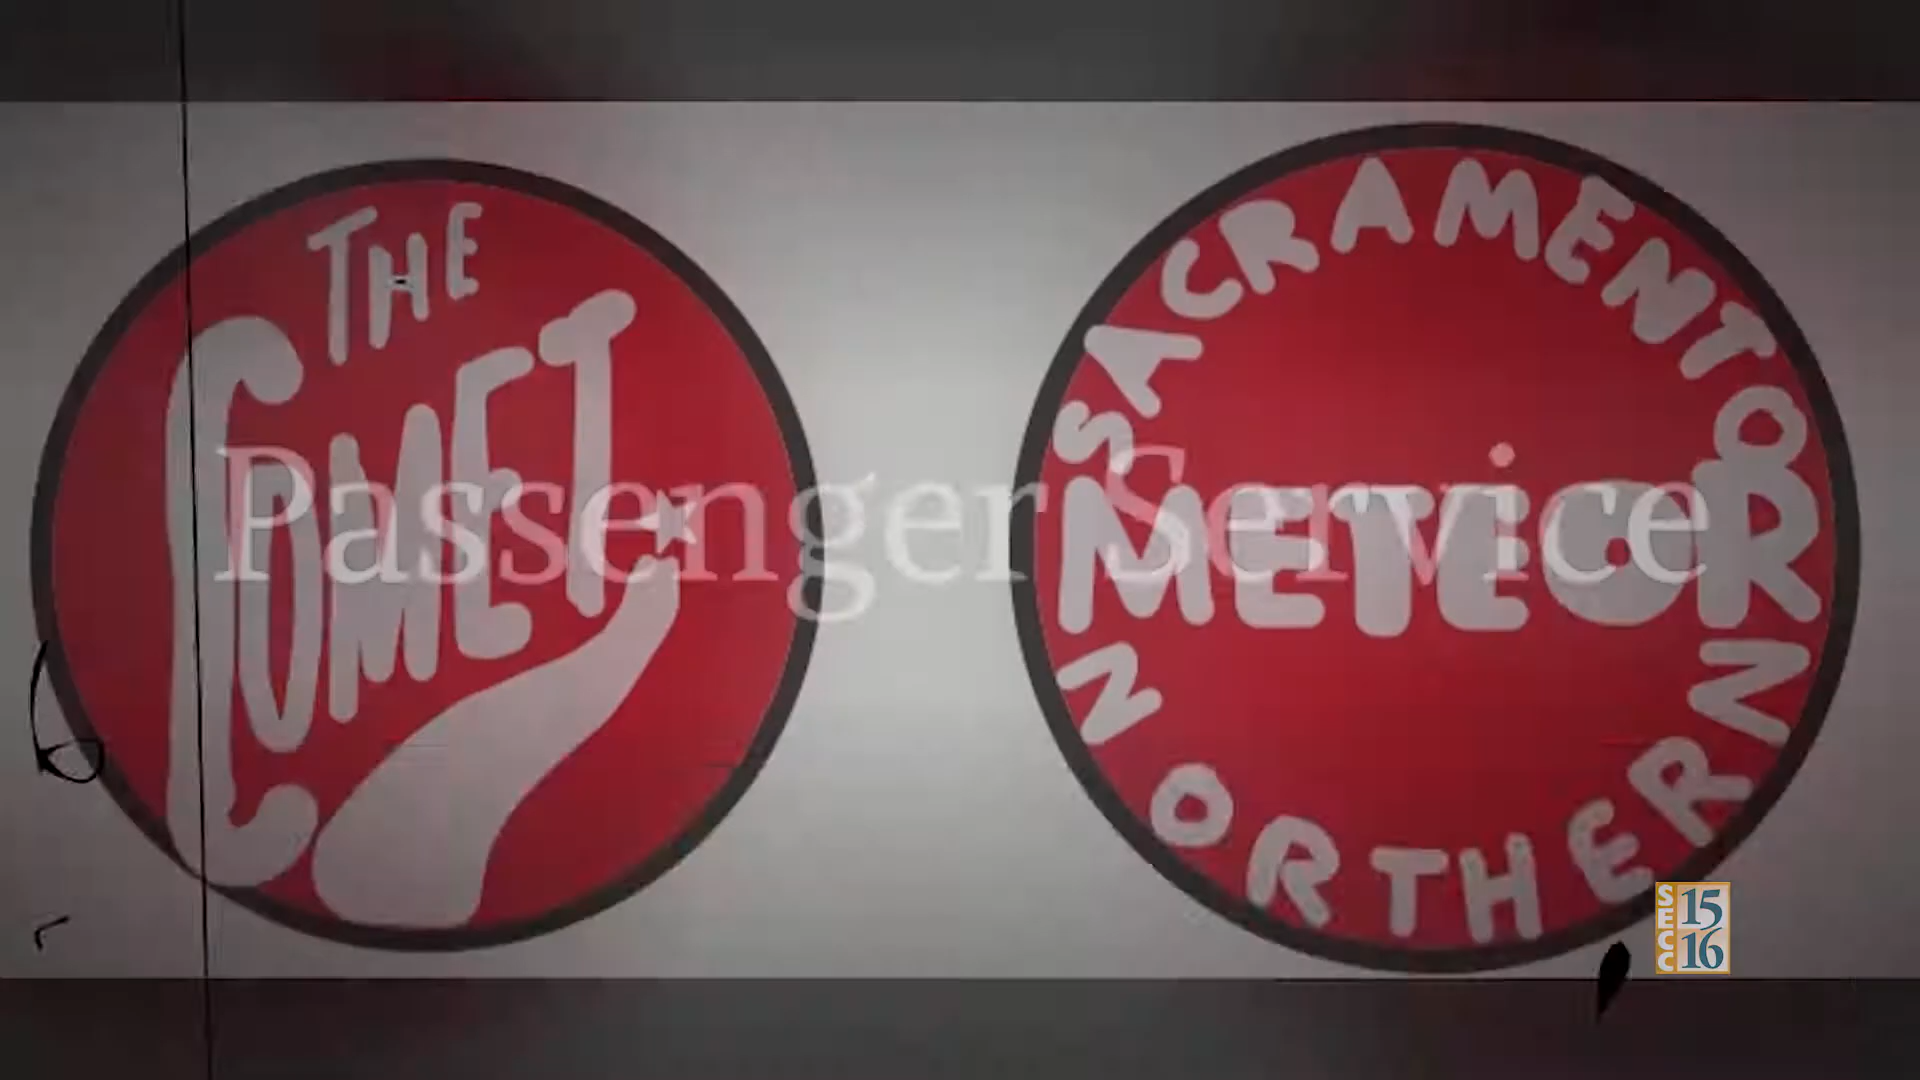 THE
COMET
SACRAMENTO
METEOR
NORTHERN
Passenger Service
SECC
15
16